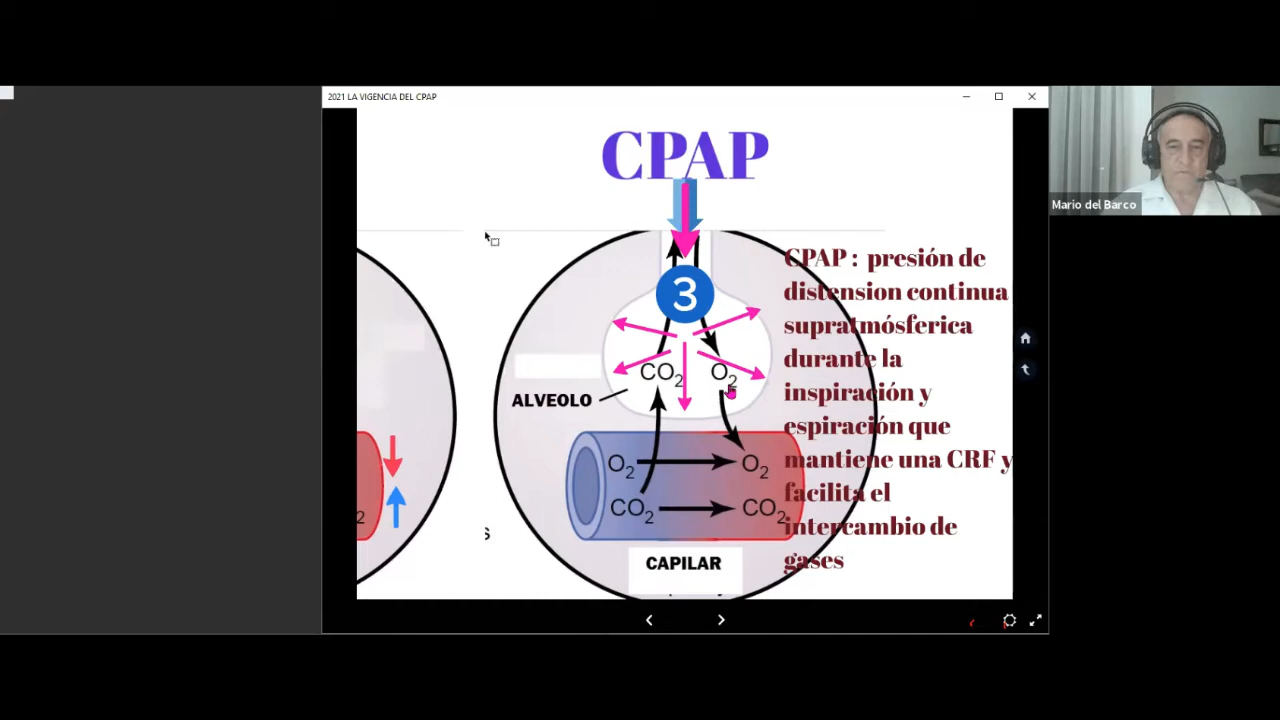 2021 LA VIGENCIA DEL CPAP
Mario del Barco
CPAP
3
CPAP : presión de
distension continua
supratmósferica
durante la
inspiración y
espiración que
mantiene una CRF y
facilita el
intercambio de
gases
CO2
O2
ALVEOLO
O2
O2
CO2
CO2
CAPILAR
2
s